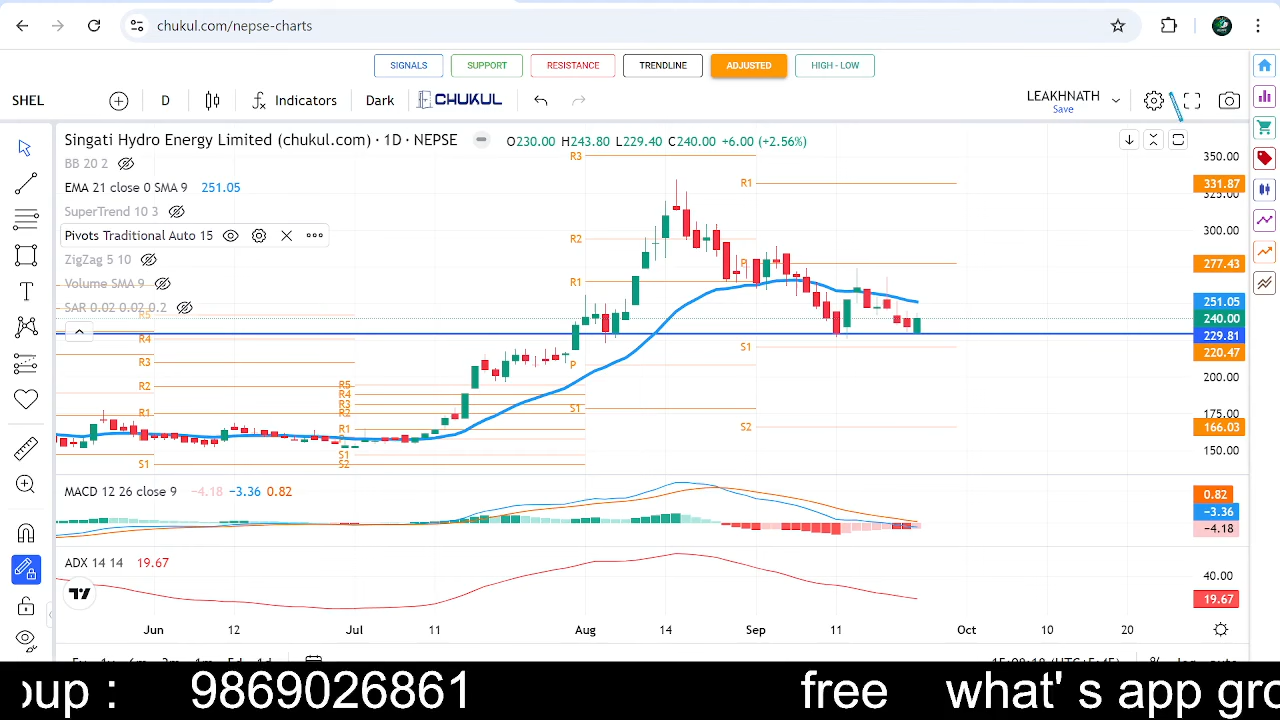 chukul.com/nepse-charts
SIGNALS SUPPORT RESISTANCE TRENDLINE ADJUSTED HIGH - LOW
SHEL D Indicators Dark CHUKUL LEAKHNATH
Save
Singati Hydro Energy Limited (chukul.com) · 1D · NEPSE O230.00 H243.80 L229.40 C240.00 +6.00 (+2.56%)
BB 20 2
EMA 21 close 0 SMA 9 251.05
SuperTrend 10 3
Pivots Traditional Auto 15
ZigZag 5 10
Volume SMA 9
SAR 0.02 0.02 0.2
R5
R4
R3
R2
R1
S1
R5
R4
R3
R2
R1
S1
S2
R3
R2
R1
P
S1
R1
P
S1
S2
350.00
331.87
325.00
300.00
277.43
251.05
240.00
229.81
220.47
200.00
175.00
166.03
150.00
MACD 12 26 close 9 −4.18 −3.36 0.82
0.82
−3.36
−4.18
ADX 14 14 19.67
40.00
19.67
Jun 12 Jul 11 Aug 14 Sep 11 Oct 10 20
oup : 9869026861 free what' s app gro